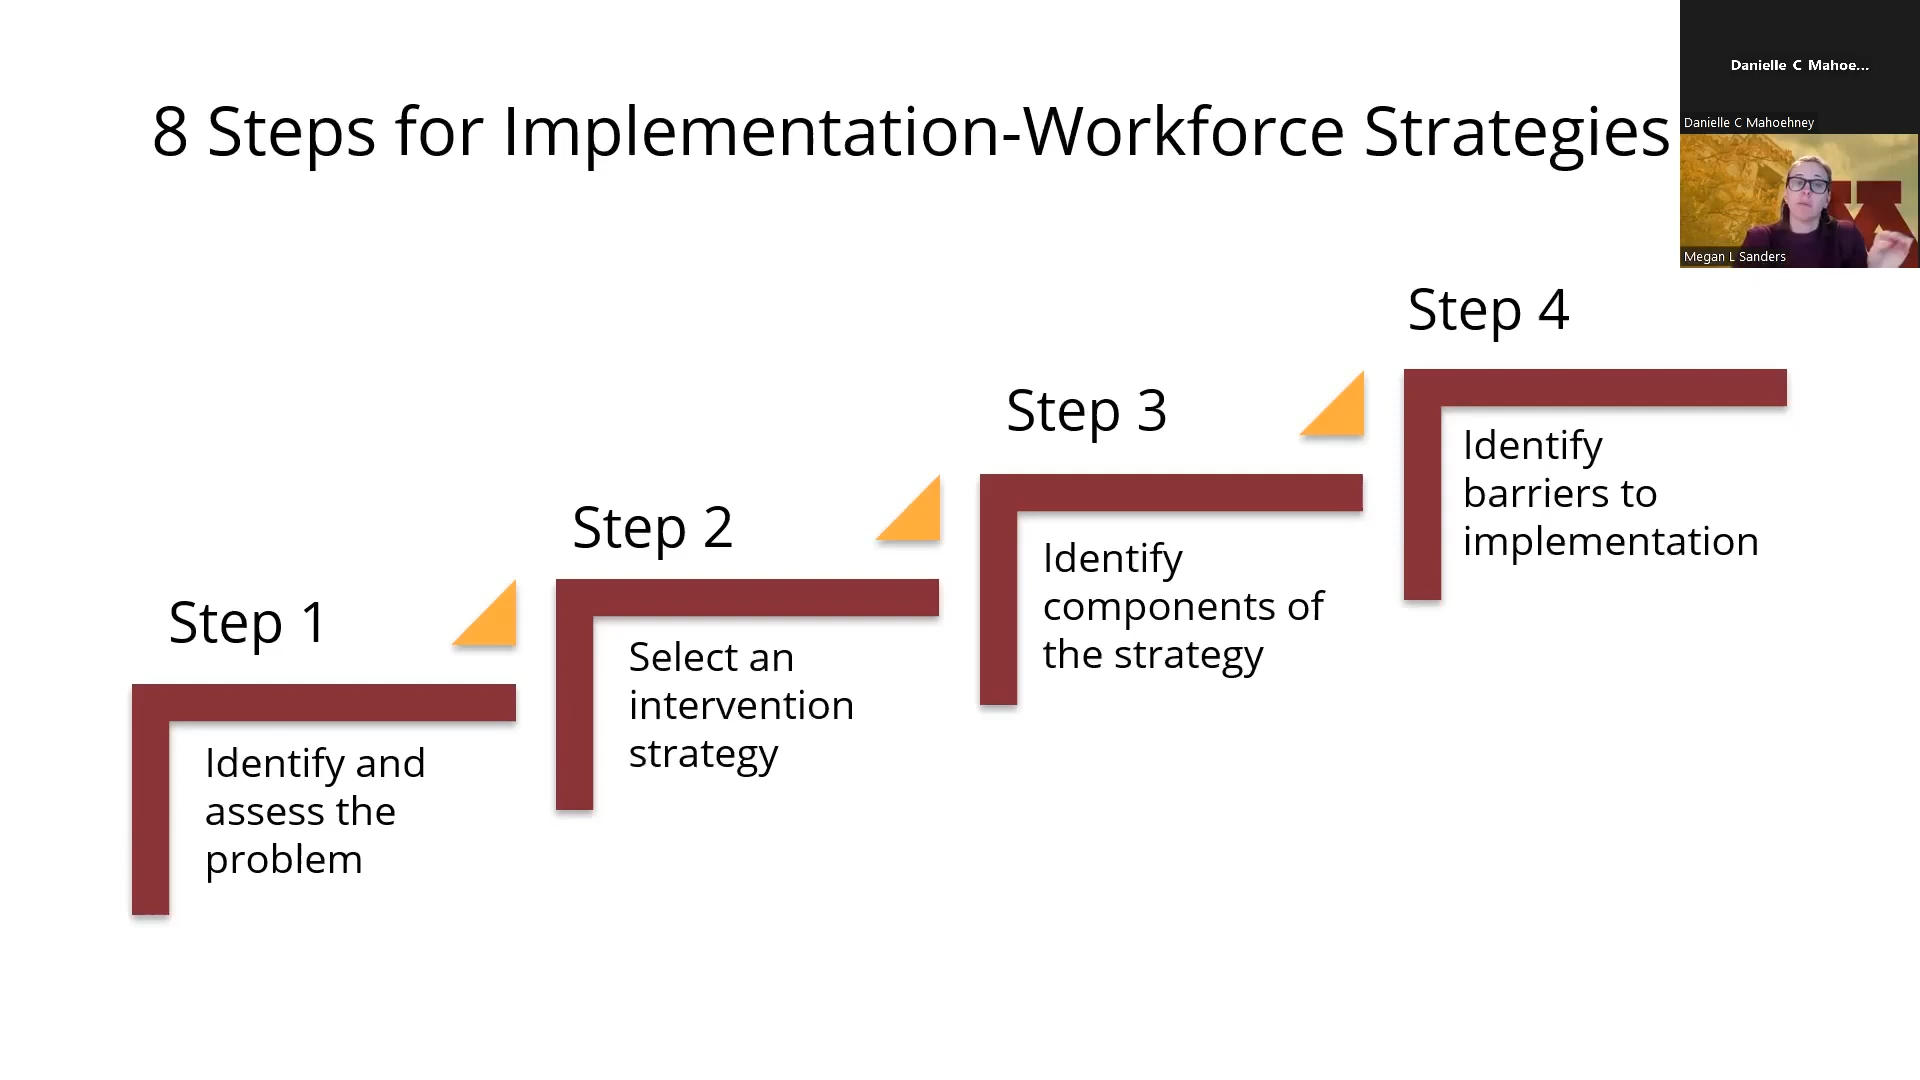 8 Steps for Implementation-Workforce Strategies
Danielle C Mahoe...
Danielle C Mahoehney
Megan L Sanders
Step 1
Identify and
assess the
problem
Step 2
Select an
intervention
strategy
Step 3
Identify
components of
the strategy
Step 4
Identify
barriers to
implementation